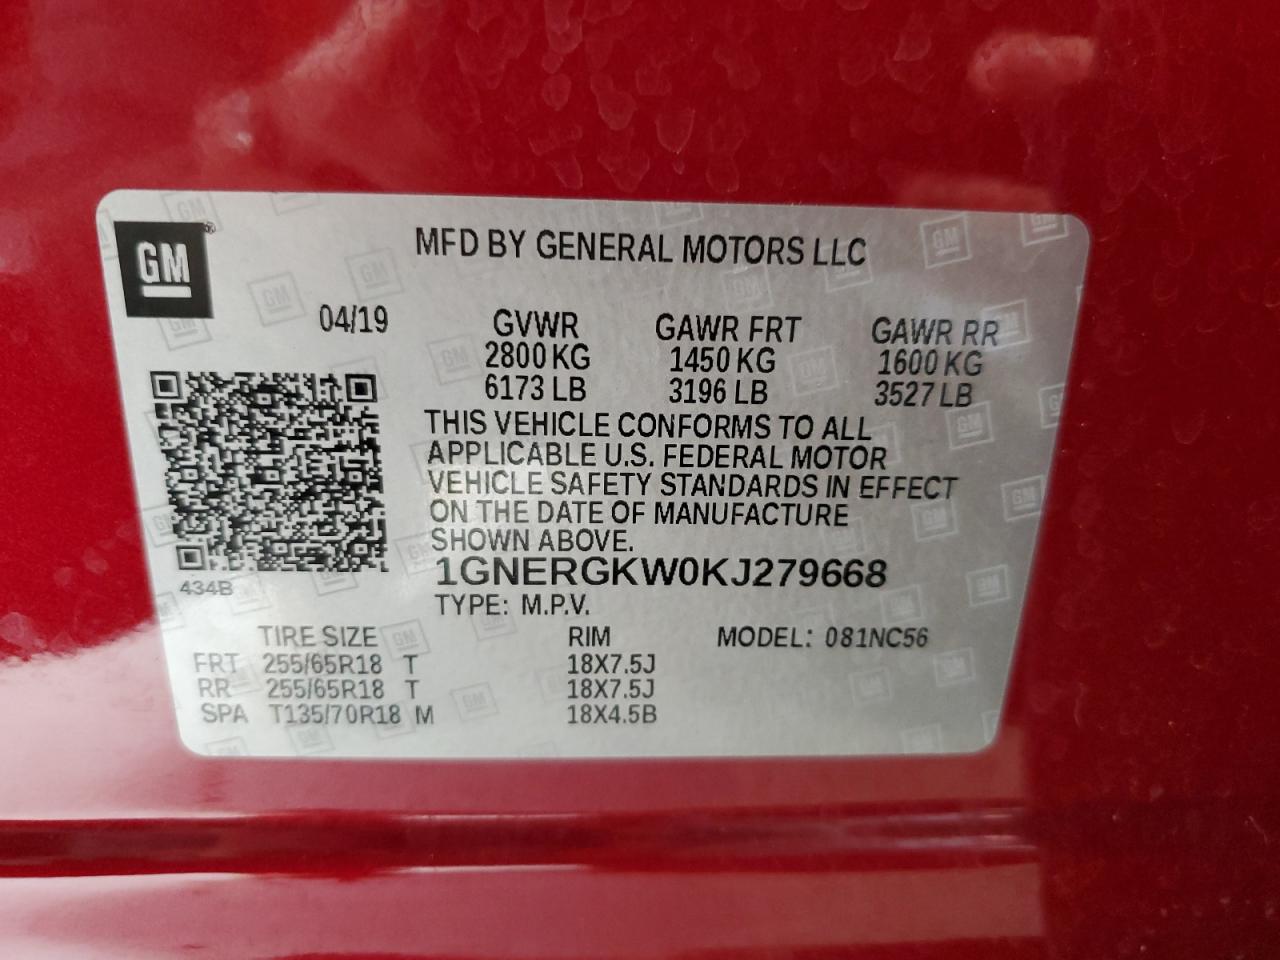 GM®
MFD BY GENERAL MOTORS LLC
04/19 GVWR GAWR FRT GAWR RR
2800 KG 1450 KG 1600 KG
6173 LB 3196 LB 3527 LB
THIS VEHICLE CONFORMS TO ALL
APPLICABLE U.S. FEDERAL MOTOR
VEHICLE SAFETY STANDARDS IN EFFECT
ON THE DATE OF MANUFACTURE
SHOWN ABOVE.
1GNERGKW0KJ279668
434B
TYPE: M.P.V.
TIRE SIZE RIM MODEL: 081NC56
FRT 255/65R18 T 18X7.5J
RR 255/65R18 T 18X7.5J
SPA T135/70R18 M 18X4.5B